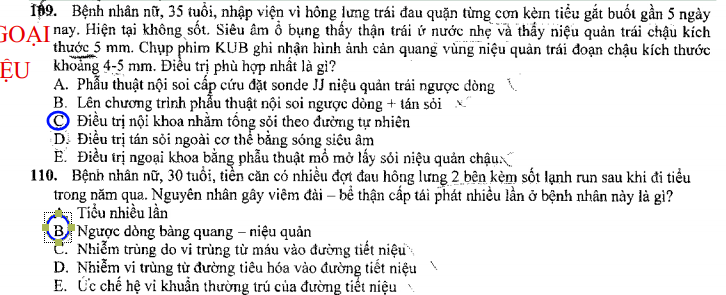 109. Bệnh nhân nữ, 35 tuổi, nhập viện vì hông lưng trái đau quặn từng cơn kèm tiểu gắt buốt gần 5 ngày
GOẠI nay. Hiện tại không sốt. Siêu âm ổ bụng thấy thận trái ứ nước nhẹ và thấy niệu quản trái chậu kích
thước 5 mm. Chụp phim KUB ghi nhận hình ảnh cản quang vùng niệu quản trái đoạn chậu kích thước
ỆU khoảng 4-5 mm. Điều trị phù hợp nhất là gì?
A. Phẫu thuật nội soi cấp cứu đặt sonde JJ niệu quản trái ngược dòng
B. Lên chương trình phẫu thuật nội soi ngược dòng + tán sỏi
C. Điều trị nội khoa nhằm tống sỏi theo đường tự nhiên
D. Điều trị tán sỏi ngoài cơ thể bằng sóng siêu âm
E. Điều trị ngoại khoa bằng phẫu thuật mổ mở lấy sỏi niệu quản chậu
110. Bệnh nhân nữ, 30 tuổi, tiền căn có nhiều đợt đau hông lưng 2 bên kèm sốt lạnh run sau khi đi tiểu
trong năm qua. Nguyên nhân gây viêm đài – bể thận cấp tái phát nhiều lần ở bệnh nhân này là gì?
A. Tiểu nhiều lần
B. Ngược dòng bàng quang – niệu quản
C. Nhiễm trùng do vi trùng từ máu vào đường tiết niệu
D. Nhiễm vi trùng từ đường tiêu hóa vào đường tiết niệu
E. Ức chế hệ vi khuẩn thường trú của đường tiết niệu